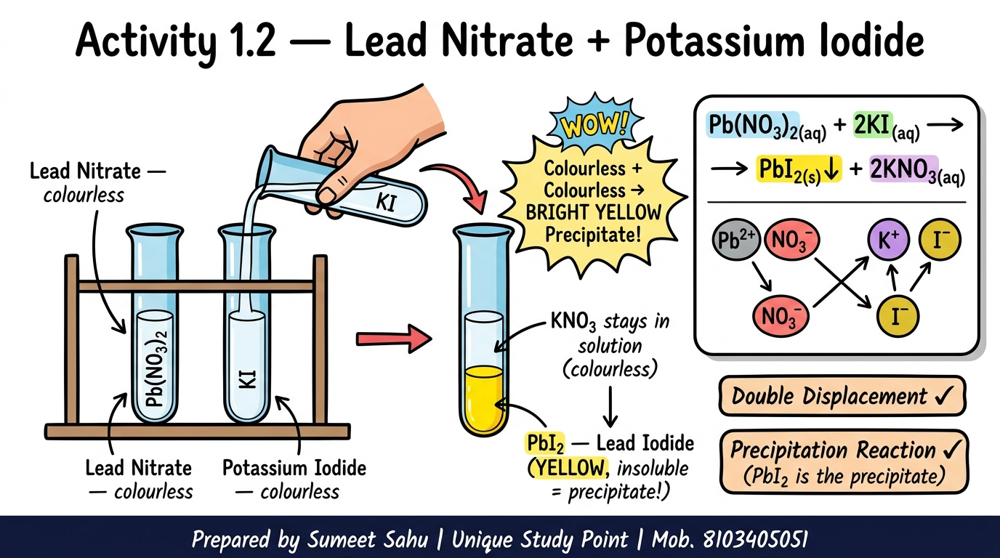 Activity 1.2 — Lead Nitrate + Potassium Iodide
Lead Nitrate —
colourless
KI
Pb(NO₃)₂
KI
Lead Nitrate
— colourless
Potassium Iodide
— colourless
WOW!
Colourless +
Colourless →
BRIGHT YELLOW
Precipitate!
KNO₃ stays in
solution
(colourless)
PbI₂ — Lead Iodide
(YELLOW, insoluble
= precipitate!)
Pb(NO₃)₂(aq) + 2KI(aq) →
→ PbI₂(s)↓ + 2KNO₃(aq)
Pb²⁺ NO₃⁻ K⁺ I⁻
NO₃⁻ I⁻
Double Displacement ✓
Precipitation Reaction ✓
(PbI₂ is the precipitate)
Prepared by Sumeet Sahu | Unique Study Point | Mob. 8103405051